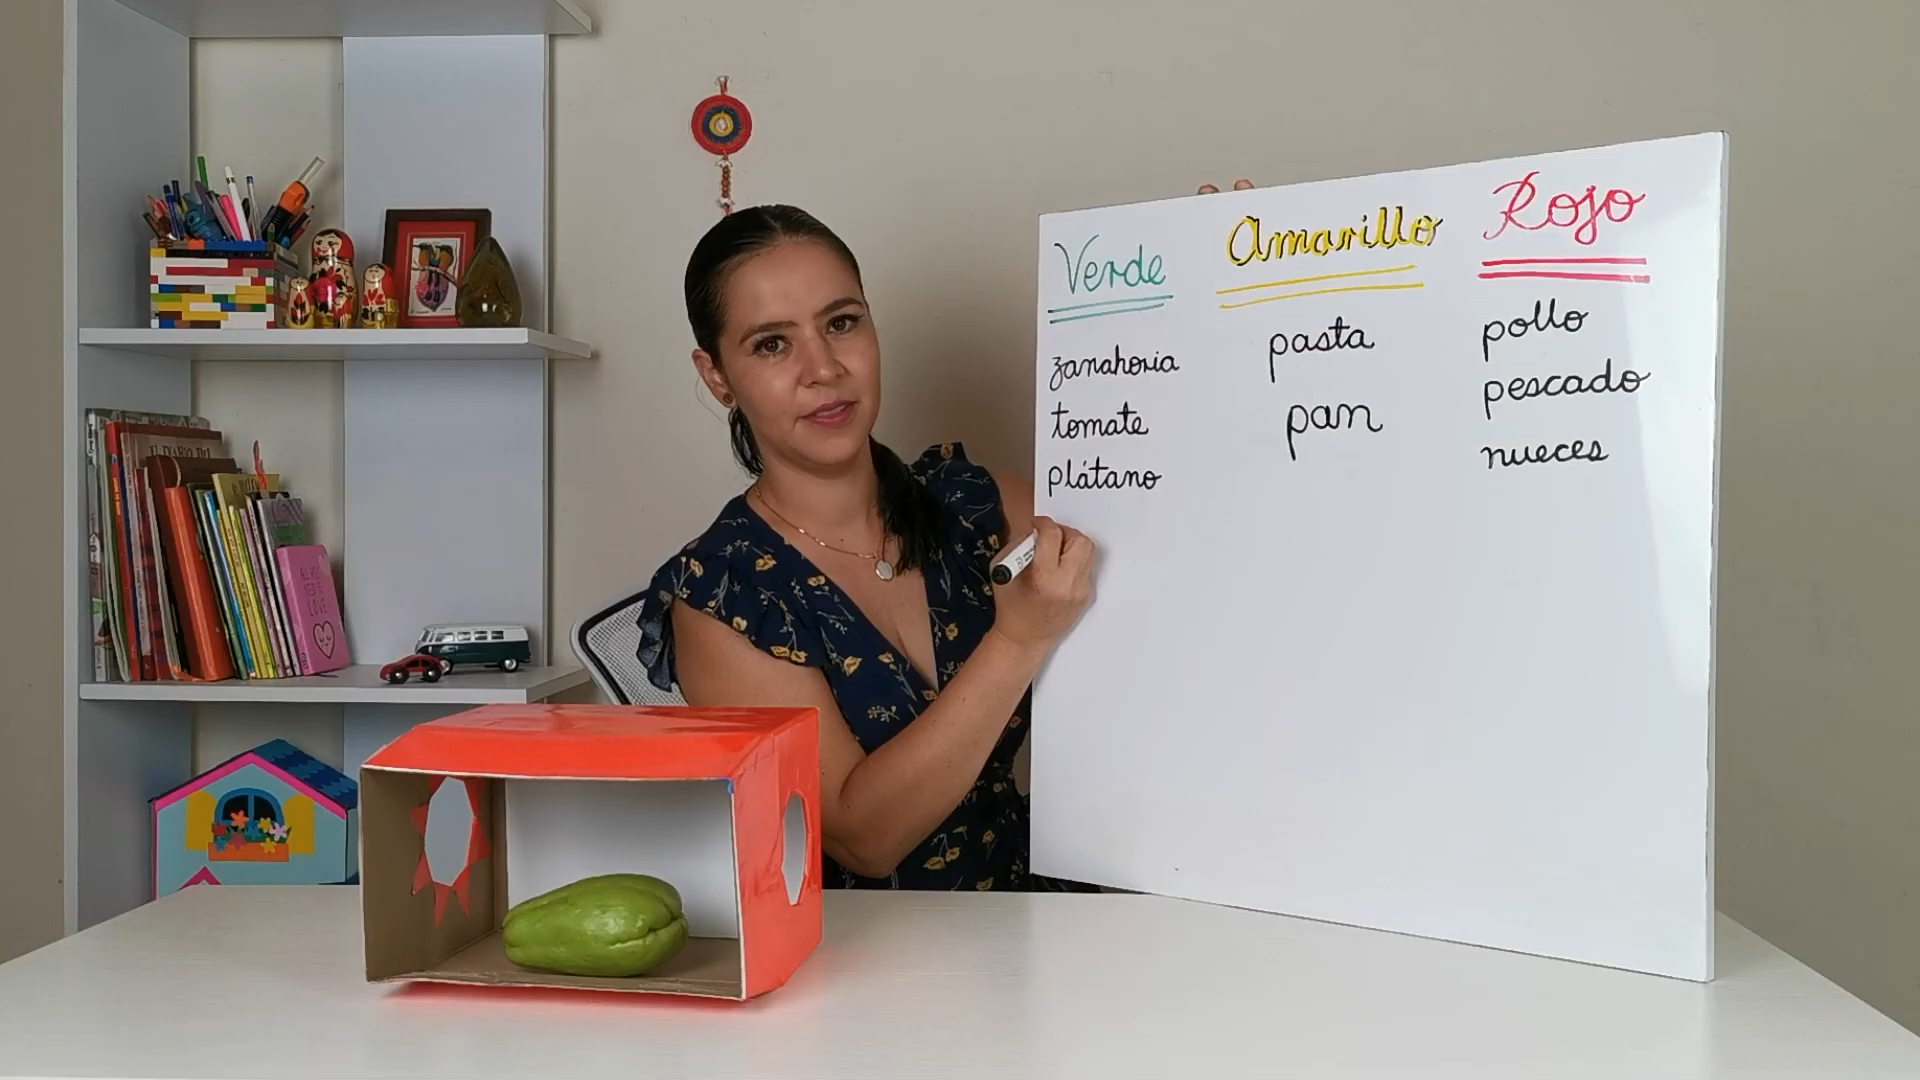 Verde
zanahoria
tomate
plátano
Amarillo
pasta
pan
Rojo
pollo
pescado
nueces